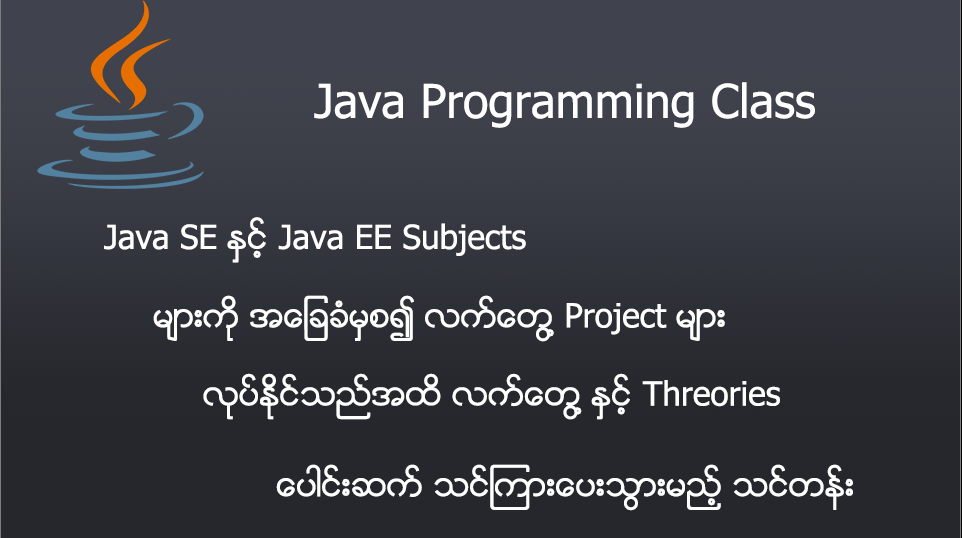 Java Programming Class
Java SE နှင့် Java EE Subjects
များကို အခြေခံမှစ၍ လက်တွေ့ Project များ
လုပ်နိုင်သည်အထိ လက်တွေ့ နှင့် Threories
ပေါင်းဆက် သင်ကြားပေးသွားမည့် သင်တန်း